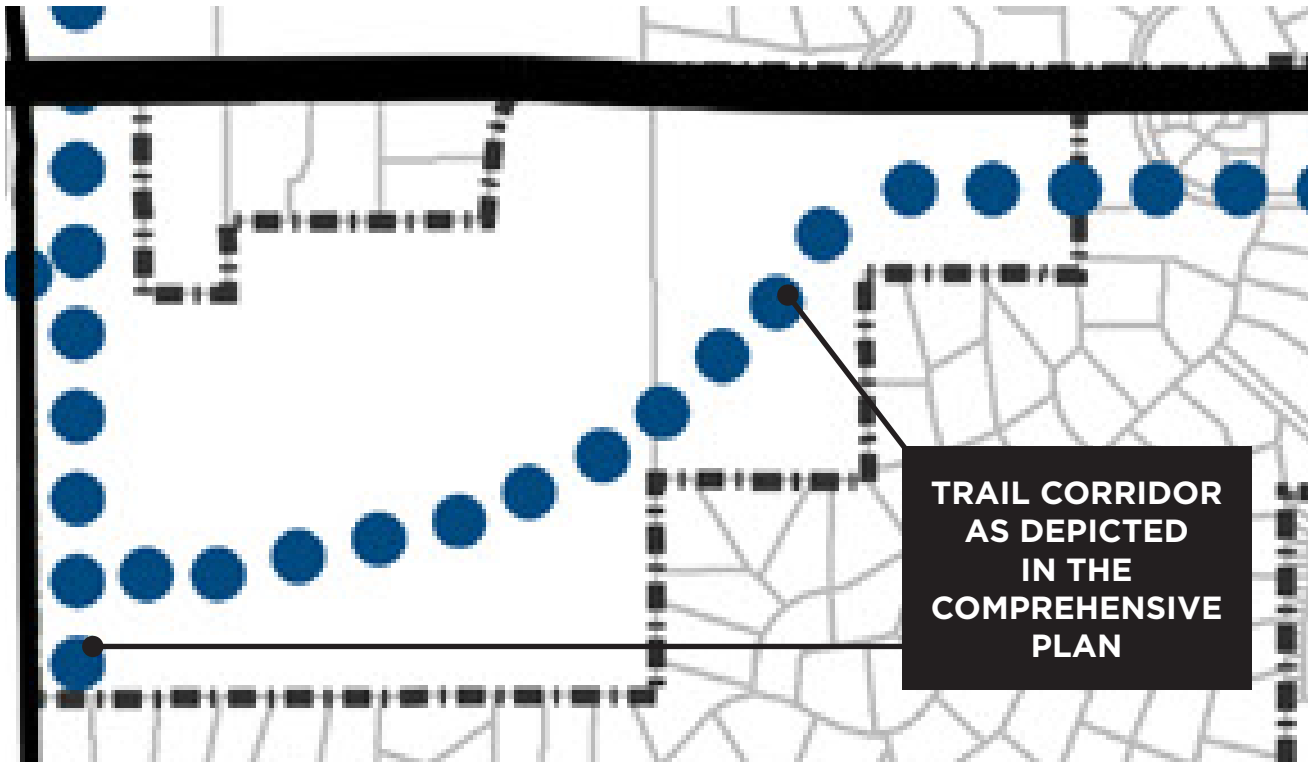 TRAIL CORRIDOR
AS DEPICTED
IN THE
COMPREHENSIVE
PLAN